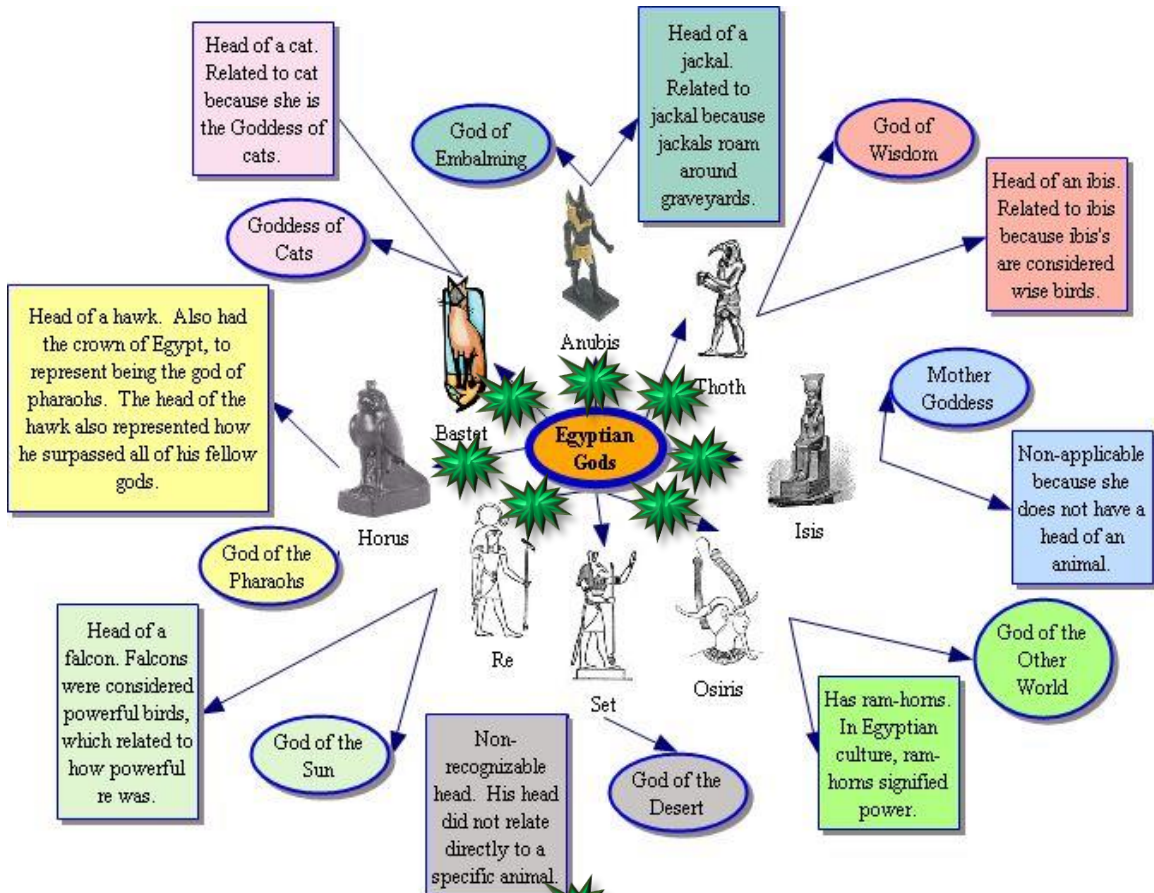 Head of a cat.
Related to cat
because she is
the Goddess of
cats.
God of
Embalming
Head of a
jackal.
Related to
jackal because
jackals roam
around
graveyards.
God of
Wisdom
Head of an ibis.
Related to ibis
because ibis's
are considered
wise birds.
Goddess of
Cats
Anubis
Thoth
Bastet
Head of a hawk. Also had
the crown of Egypt, to
represent being the god of
pharaohs. The head of the
hawk also represented how
he surpassed all of his fellow
gods.
Egyptian
Gods
Mother
Goddess
Non-applicable
because she
does not have a
head of an
animal.
Isis
Horus
God of the
Pharaohs
Head of a
falcon. Falcons
were considered
powerful birds,
which related to
how powerful
re was.
Re
God of the
Sun
Set
Osiris
Non-
recognizable
head. His head
did not relate
directly to a
specific animal.
God of the
Desert
Has ram-horns.
In Egyptian
culture, ram-
horns signified
power.
God of the
Other
World